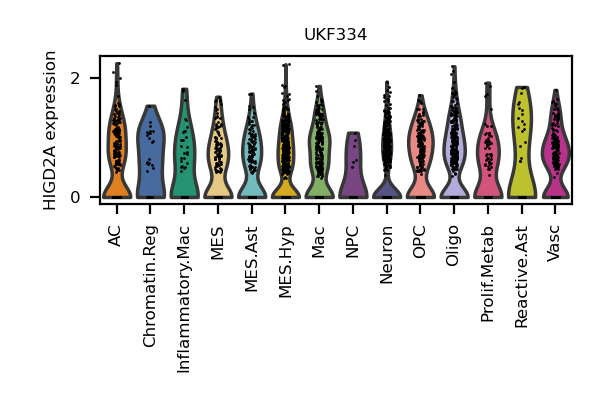 UKF334
HIGD2A expression
2
0
AC
Chromatin.Reg
Inflammatory.Mac
MES
MES.Ast
MES.Hyp
Mac
NPC
Neuron
OPC
Oligo
Prolif.Metab
Reactive.Ast
Vasc